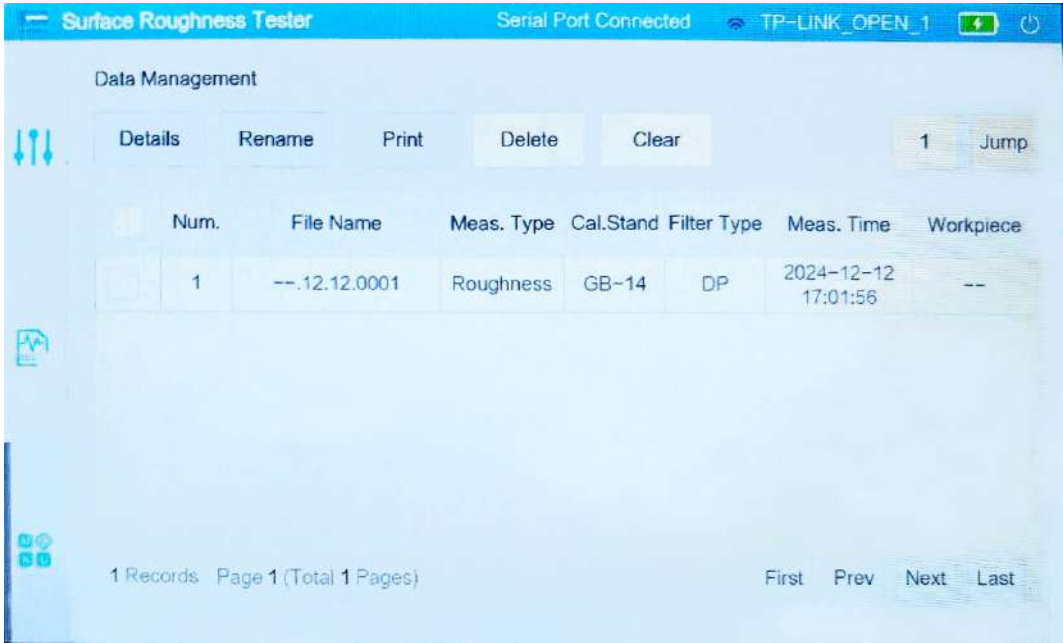 Surface Roughness Tester Serial Port Connected TP-LINK_OPEN_1
Data Management
Details Rename Print Delete Clear 1 Jump
Num. File Name Meas. Type Cal.Stand Filter Type Meas. Time Workpiece
1 --.12.12.0001 Roughness GB-14 DP 2024-12-12 --
17:01:56
1 Records Page 1 (Total 1 Pages) First Prev Next Last